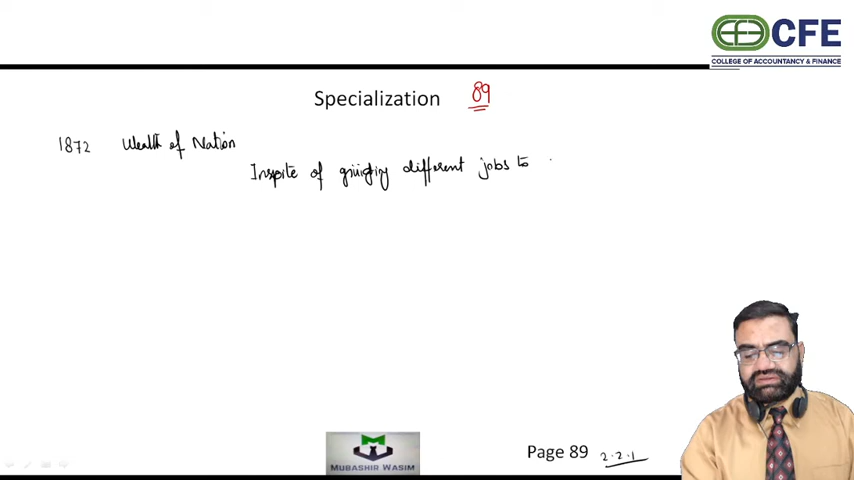 CFE
COLLEGE OF ACCOUNTANCY & FINANCE
Specialization 89
1872 Wealth of Nation
Inspite of giving different jobs to
MUBASHIR WASIM
Page 89 2.2.1